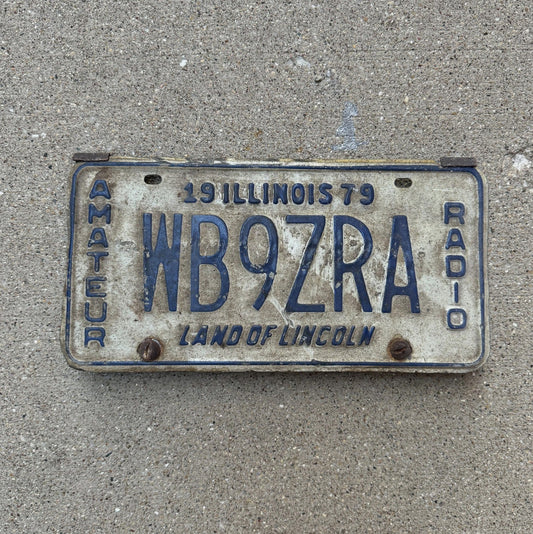 19 ILLINOIS 79
AMATEUR
WB9ZRA
RADIO
LAND OF LINCOLN